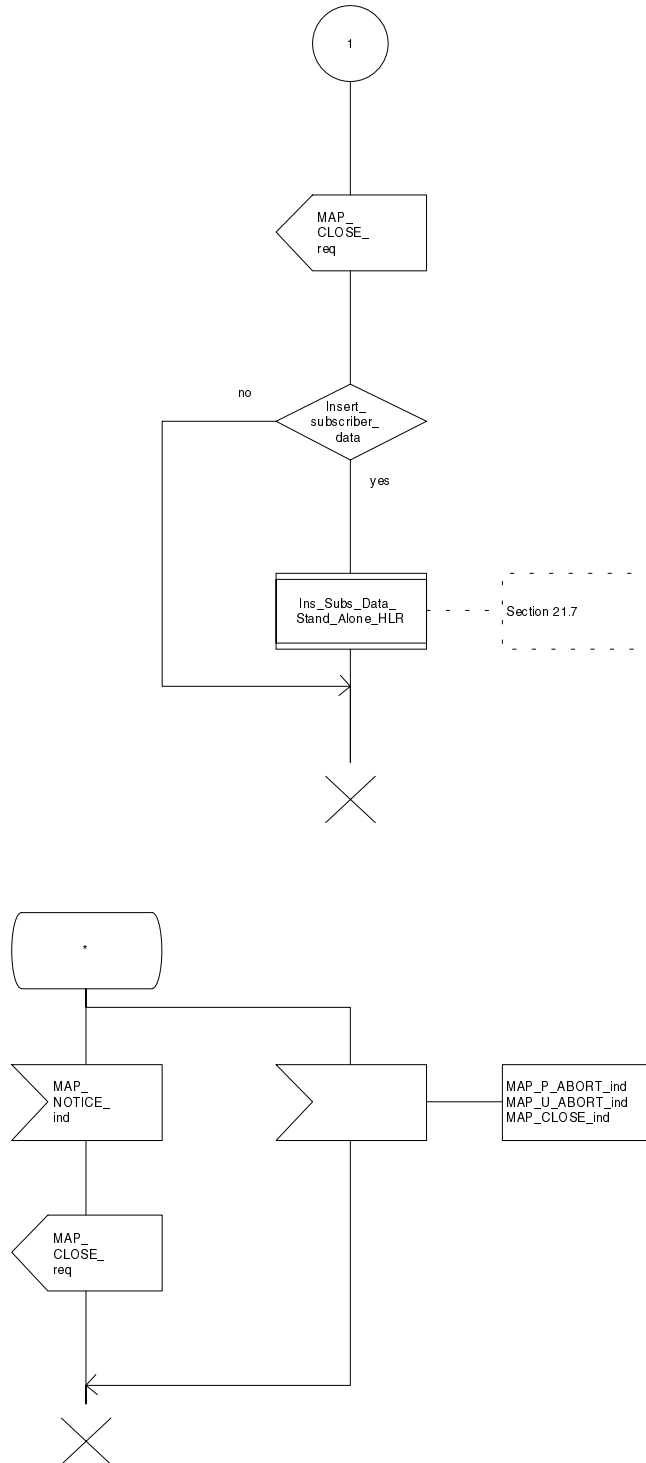 1
MAP_
CLOSE_
req
no
Insert_
subscriber_
data
yes
Ins_Subs_Data_
Stand_Alone_HLR
Section 21.7
*
MAP_
NOTICE_
ind
MAP_P_ABORT_ind
MAP_U_ABORT_ind
MAP_CLOSE_ind
MAP_
CLOSE_
req